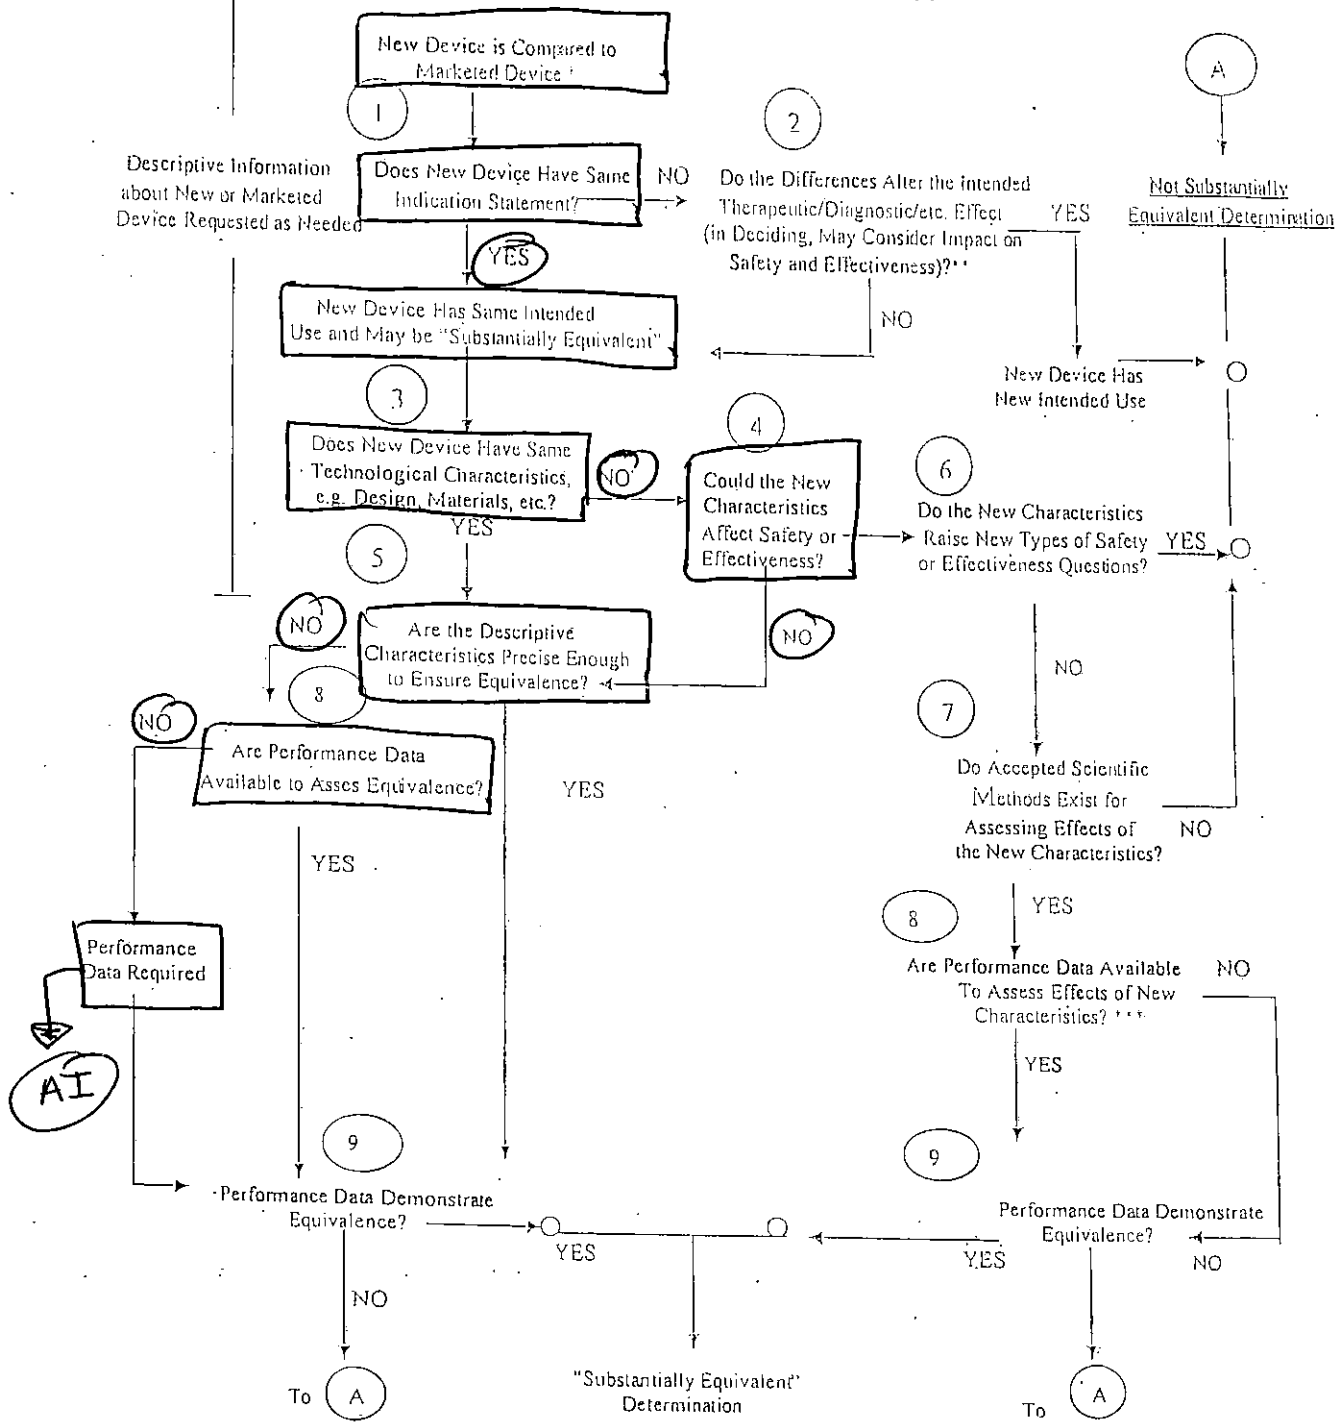 New Device is Compared to
Marketed Device *
A
1
2
Descriptive Information
about New or Marketed
Device Requested as Needed
Does New Device Have Same
Indication Statement?
NO
Do the Differences Alter the Intended
Therapeutic/Diagnostic/etc. Effect
(in Deciding, May Consider Impact on
Safety and Effectiveness)?**
YES
Not Substantially
Equivalent Determination
YES
New Device Has Same Intended
Use and May be "Substantially Equivalent"
NO
New Device Has
New Intended Use
3
4
Does New Device Have Same
Technological Characteristics,
e.g. Design, Materials, etc.?
NO
Could the New
Characteristics
Affect Safety or
Effectiveness?
6
Do the New Characteristics
Raise New Types of Safety
or Effectiveness Questions?
YES
YES
5
NO
Are the Descriptive
Characteristics Precise Enough
to Ensure Equivalence?
NO
NO
8
NO
Are Performance Data
Available to Asses Equivalence?
YES
7
Do Accepted Scientific
Methods Exist for
Assessing Effects of
the New Characteristics?
NO
YES
YES
8
Performance
Data Required
Are Performance Data Available
To Assess Effects of New
Characteristics? ***
NO
YES
AI
9
9
Performance Data Demonstrate
Equivalence?
YES
Performance Data Demonstrate
Equivalence?
YES
NO
NO
To
A
"Substantially Equivalent"
Determination
To
A